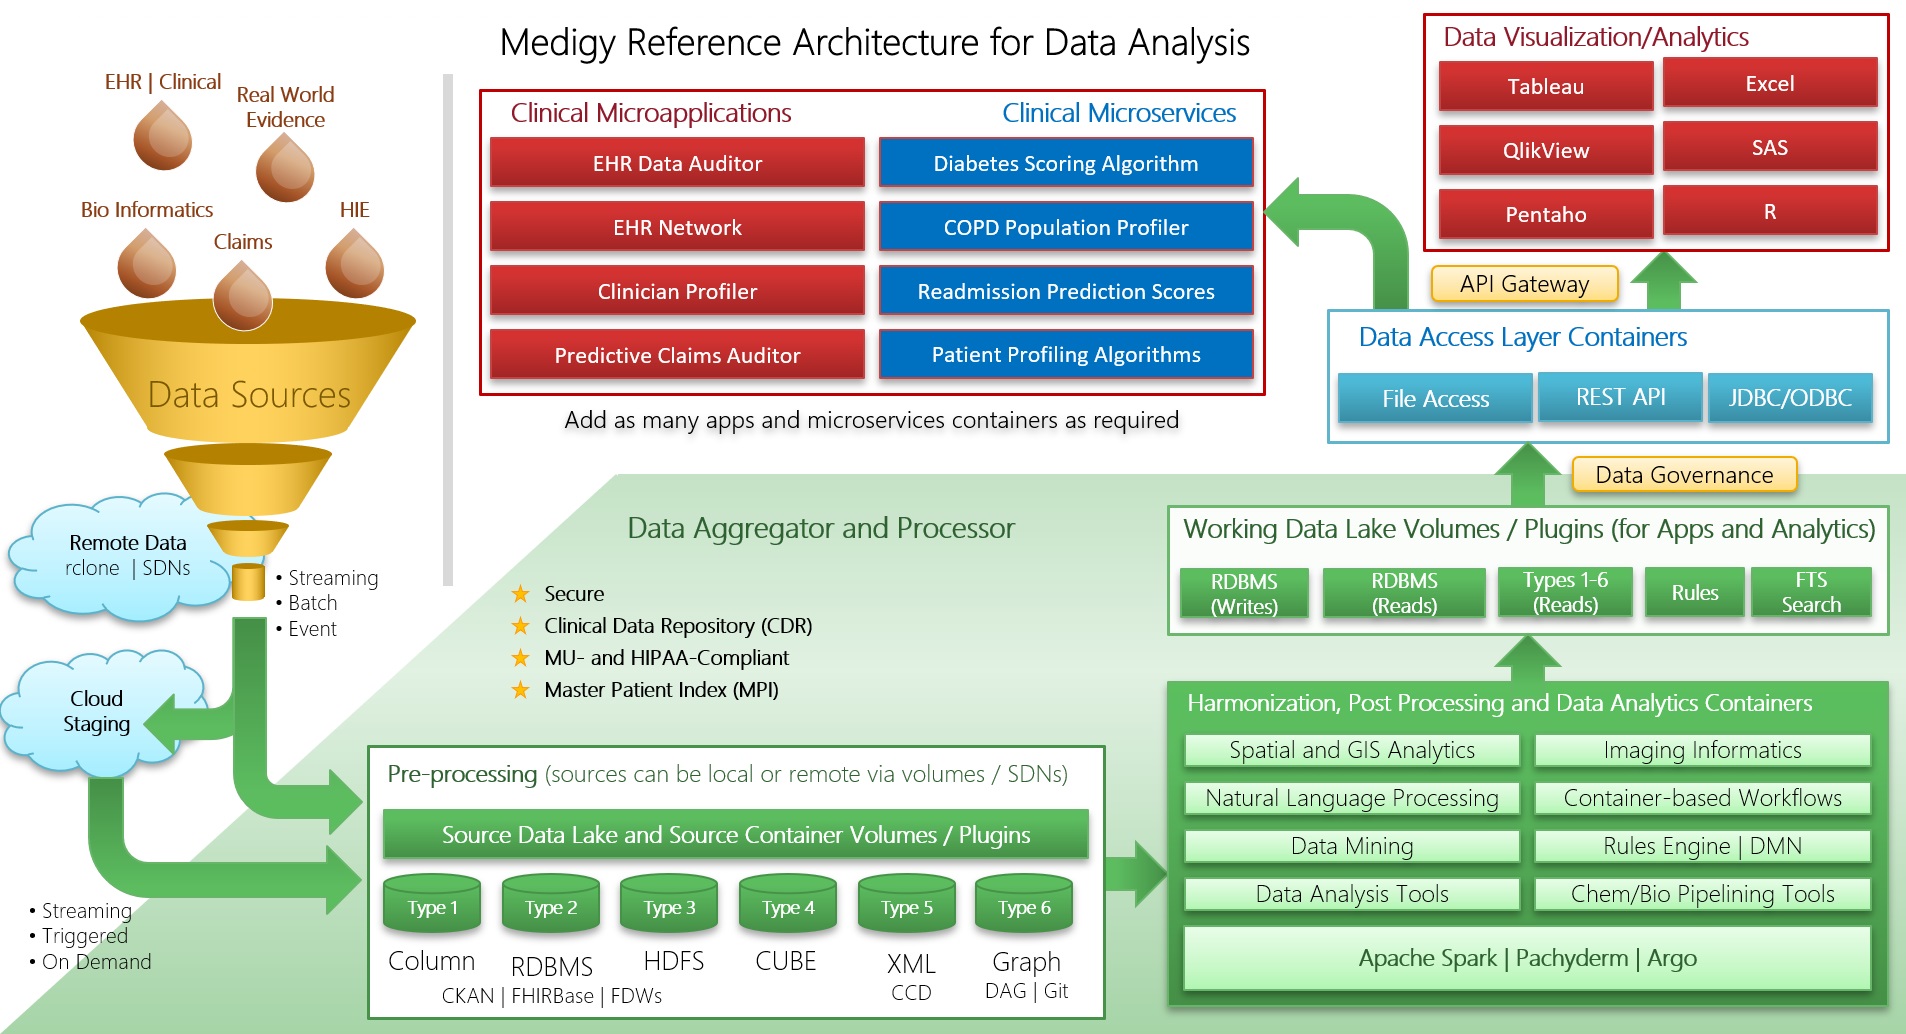 Medigy Reference Architecture for Data Analysis
EHR | Clinical
Real World
Evidence
Bio Informatics
Claims
HIE
Data Sources
Remote Data
rclone | SDNs
• Streaming
• Batch
• Event
Cloud
Staging
• Streaming
• Triggered
• On Demand
Clinical Microapplications
Clinical Microservices
EHR Data Auditor
Diabetes Scoring Algorithm
EHR Network
COPD Population Profiler
Clinician Profiler
Readmission Prediction Scores
Predictive Claims Auditor
Patient Profiling Algorithms
Add as many apps and microservices containers as required
Data Visualization/Analytics
Tableau
Excel
QlikView
SAS
Pentaho
R
API Gateway
Data Access Layer Containers
File Access
REST API
JDBC/ODBC
Data Governance
Data Aggregator and Processor
Secure
Clinical Data Repository (CDR)
MU- and HIPAA-Compliant
Master Patient Index (MPI)
Working Data Lake Volumes / Plugins (for Apps and Analytics)
RDBMS
(Writes)
RDBMS
(Reads)
Types 1-6
(Reads)
Rules
FTS
Search
Harmonization, Post Processing and Data Analytics Containers
Spatial and GIS Analytics
Imaging Informatics
Natural Language Processing
Container-based Workflows
Data Mining
Rules Engine | DMN
Data Analysis Tools
Chem/Bio Pipelining Tools
Apache Spark | Pachyderm | Argo
Pre-processing (sources can be local or remote via volumes / SDNs)
Source Data Lake and Source Container Volumes / Plugins
Type 1
Type 2
Type 3
Type 4
Type 5
Type 6
Column
RDBMS
HDFS
CUBE
XML
Graph
CKAN | FHIRBase | FDWs
CCD
DAG | Git